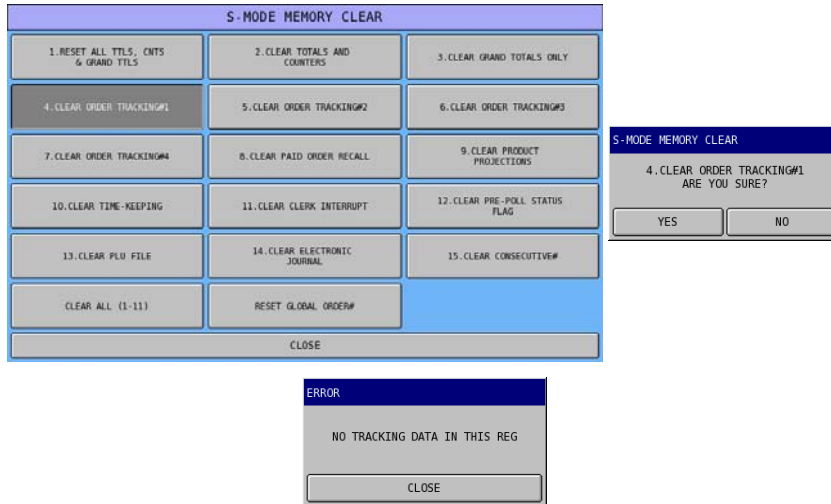 S-MODE MEMORY CLEAR
1.RESET ALL TTLS, CNTS
& GRAND TTLS
2.CLEAR TOTALS AND
COUNTERS
3.CLEAR GRAND TOTALS ONLY
4.CLEAR ORDER TRACKING#1
5.CLEAR ORDER TRACKING#2
6.CLEAR ORDER TRACKING#3
7.CLEAR ORDER TRACKING#4
8.CLEAR PAID ORDER RECALL
9.CLEAR PRODUCT
PROJECTIONS
10.CLEAR TIME-KEEPING
11.CLEAR CLERK INTERRUPT
12.CLEAR PRE-POLL STATUS
FLAG
13.CLEAR PLU FILE
14.CLEAR ELECTRONIC
JOURNAL
15.CLEAR CONSECUTIVE#
CLEAR ALL (1-11)
RESET GLOBAL ORDER#
CLOSE
S-MODE MEMORY CLEAR
4.CLEAR ORDER TRACKING#1
ARE YOU SURE?
YES
NO
ERROR
NO TRACKING DATA IN THIS REG
CLOSE